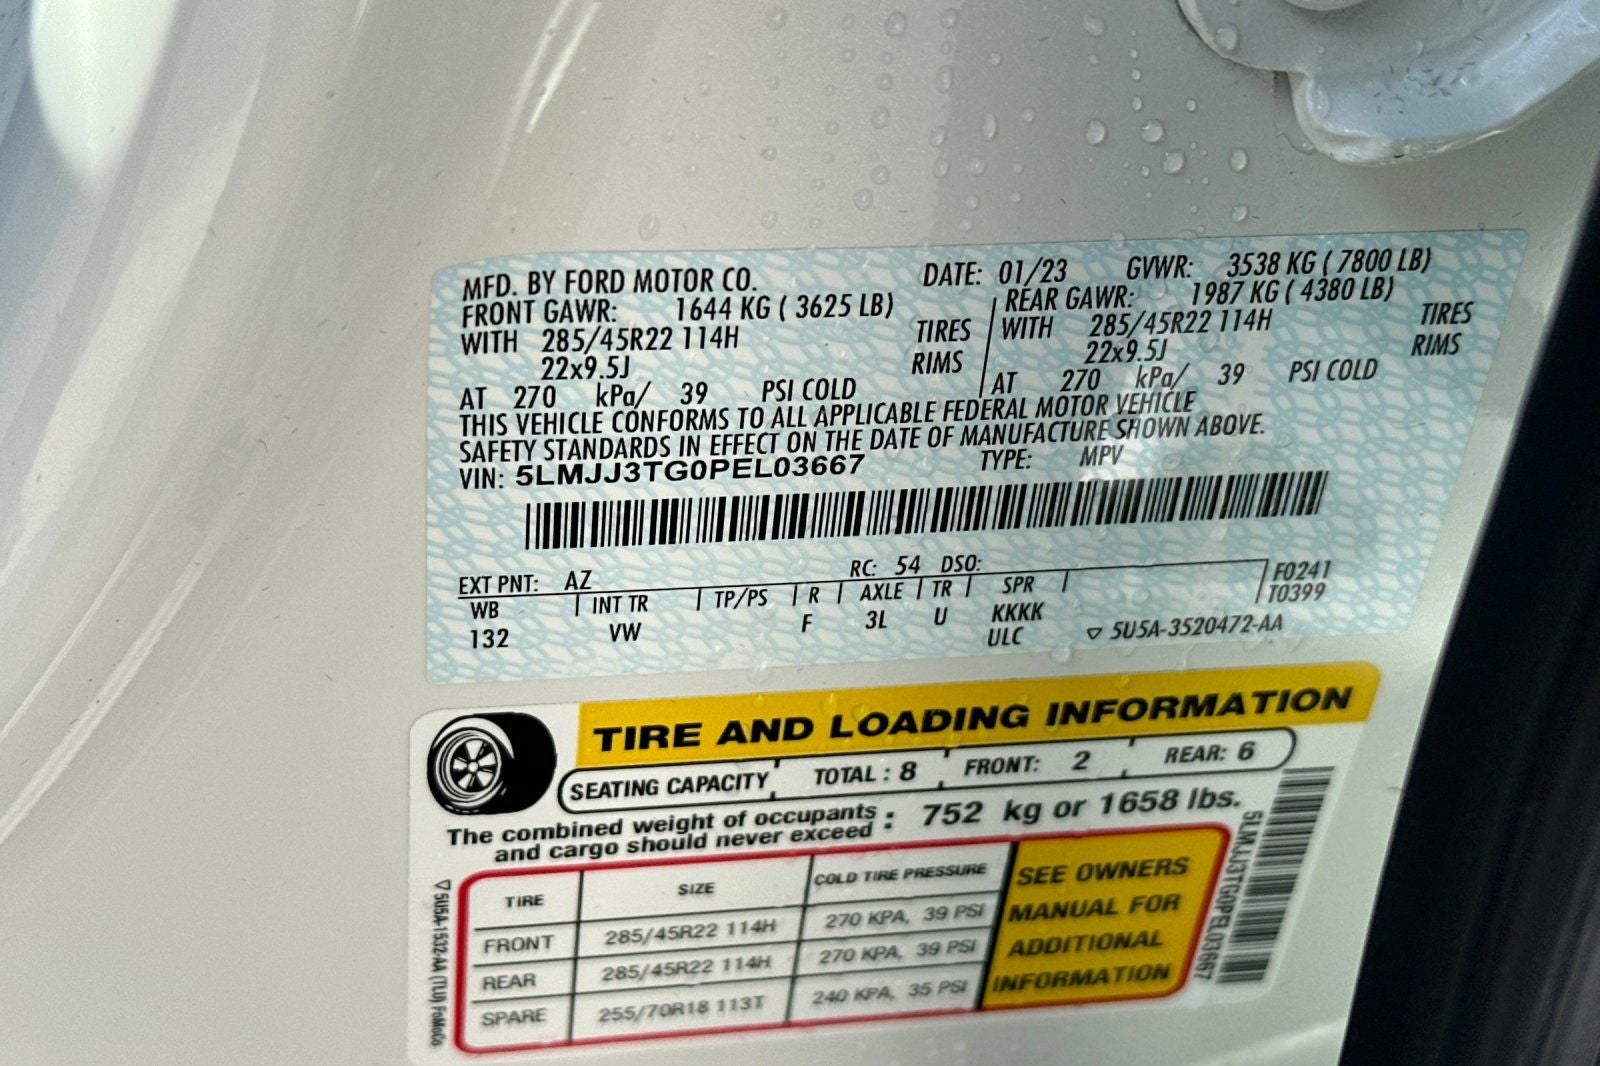 MFD. BY FORD MOTOR CO. DATE: 01/23 GVWR: 3538 KG ( 7800 LB)
FRONT GAWR: 1644 KG ( 3625 LB) REAR GAWR: 1987 KG ( 4380 LB)
WITH 285/45R22 114H TIRES WITH 285/45R22 114H TIRES
22x9.5J RIMS 22x9.5J RIMS
AT 270 kPa/ 39 PSI COLD AT 270 kPa/ 39 PSI COLD
THIS VEHICLE CONFORMS TO ALL APPLICABLE FEDERAL MOTOR VEHICLE
SAFETY STANDARDS IN EFFECT ON THE DATE OF MANUFACTURE SHOWN ABOVE.
VIN: 5LMJJ3TG0PEL03667 TYPE: MPV
EXT PNT: AZ RC: 54 DSO: F0241
WB INT TR TP/PS R AXLE TR SPR T0399
132 VW F 3L U KKKK
ULC ▽ 5U5A-3520472-AA
TIRE AND LOADING INFORMATION
SEATING CAPACITY TOTAL : 8 FRONT: 2 REAR: 6
The combined weight of occupants
and cargo should never exceed : 752 kg or 1658 lbs.
TIRE SIZE COLD TIRE PRESSURE
FRONT 285/45R22 114H 270 KPA, 39 PSI
REAR 285/45R22 114H 270 KPA, 39 PSI
SPARE 255/70R18 113T 240 KPA, 35 PSI
SEE OWNERS
MANUAL FOR
ADDITIONAL
INFORMATION
5LMJJ3TG0PEL03667
▽ 5U5A-1532-AA (TLU) FoMoCo